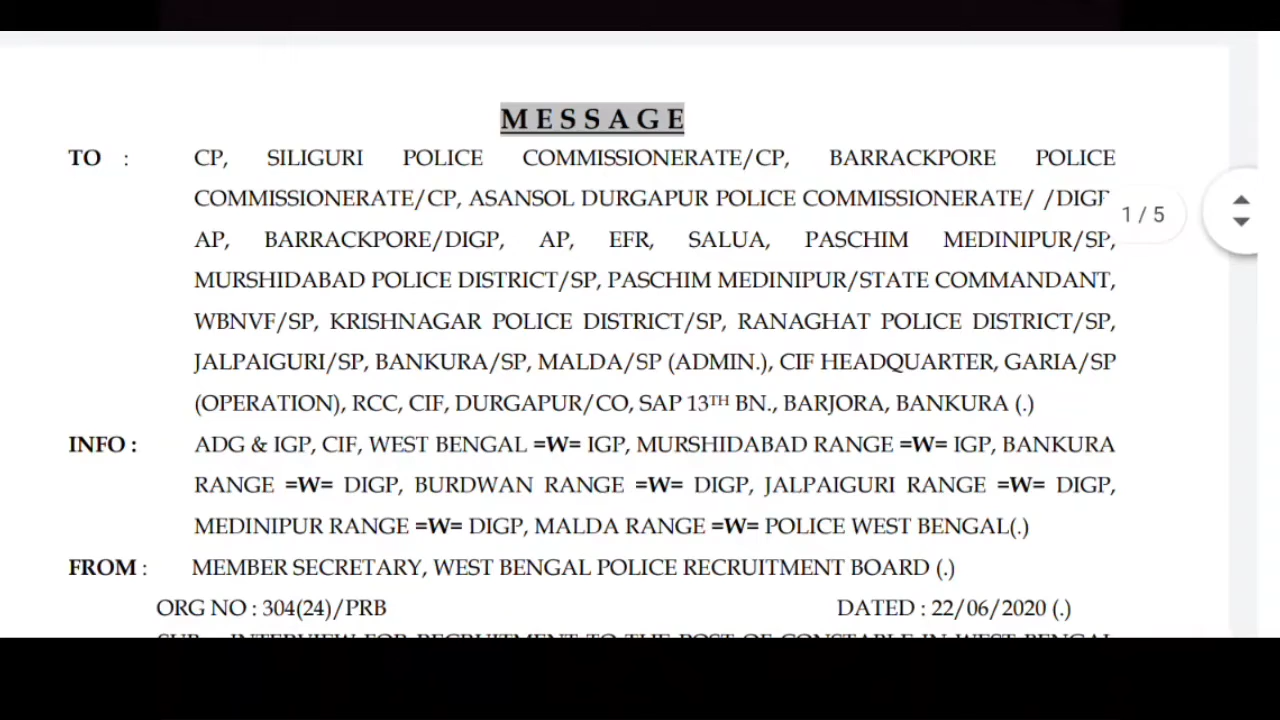 M E S S A G E
TO : CP, SILIGURI POLICE COMMISSIONERATE/CP, BARRACKPORE POLICE
COMMISSIONERATE/CP, ASANSOL DURGAPUR POLICE COMMISSIONERATE/ /DIGP
1 / 5
AP, BARRACKPORE/DIGP, AP, EFR, SALUA, PASCHIM MEDINIPUR/SP,
MURSHIDABAD POLICE DISTRICT/SP, PASCHIM MEDINIPUR/STATE COMMANDANT,
WBNVF/SP, KRISHNAGAR POLICE DISTRICT/SP, RANAGHAT POLICE DISTRICT/SP,
JALPAIGURI/SP, BANKURA/SP, MALDA/SP (ADMIN.), CIF HEADQUARTER, GARIA/SP
(OPERATION), RCC, CIF, DURGAPUR/CO, SAP 13TH BN., BARJORA, BANKURA (.)
INFO : ADG & IGP, CIF, WEST BENGAL =W= IGP, MURSHIDABAD RANGE =W= IGP, BANKURA
RANGE =W= DIGP, BURDWAN RANGE =W= DIGP, JALPAIGURI RANGE =W= DIGP,
MEDINIPUR RANGE =W= DIGP, MALDA RANGE =W= POLICE WEST BENGAL(.)
FROM : MEMBER SECRETARY, WEST BENGAL POLICE RECRUITMENT BOARD (.)
ORG NO : 304(24)/PRB DATED : 22/06/2020 (.)